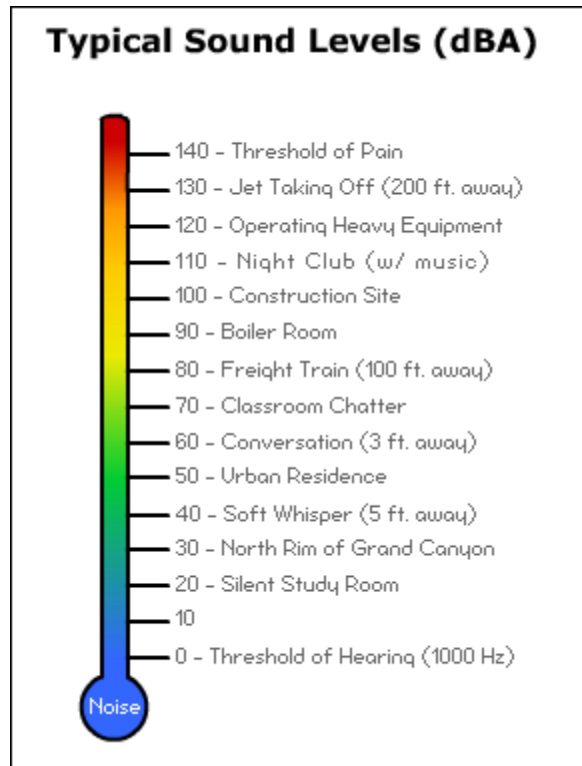 Typical Sound Levels (dBA)
140 - Threshold of Pain
130 - Jet Taking Off (200 ft. away)
120 - Operating Heavy Equipment
110 - Night Club (w/ music)
100 - Construction Site
90 - Boiler Room
80 - Freight Train (100 ft. away)
70 - Classroom Chatter
60 - Conversation (3 ft. away)
50 - Urban Residence
40 - Soft Whisper (5 ft. away)
30 - North Rim of Grand Canyon
20 - Silent Study Room
10
0 - Threshold of Hearing (1000 Hz)
Noise